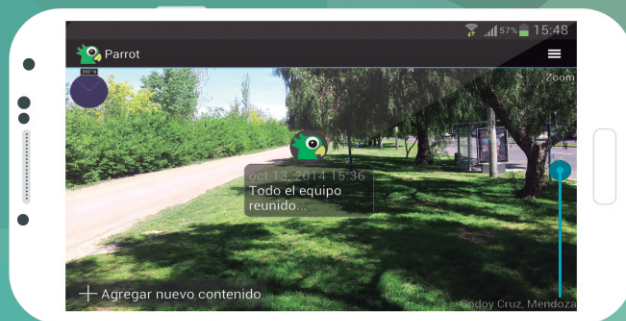 57% 15:48
Parrot
Zoom
oct 13, 2014 15:36
Todo el equipo
reunido...
Agregar nuevo contenido
Godoy Cruz, Mendoza